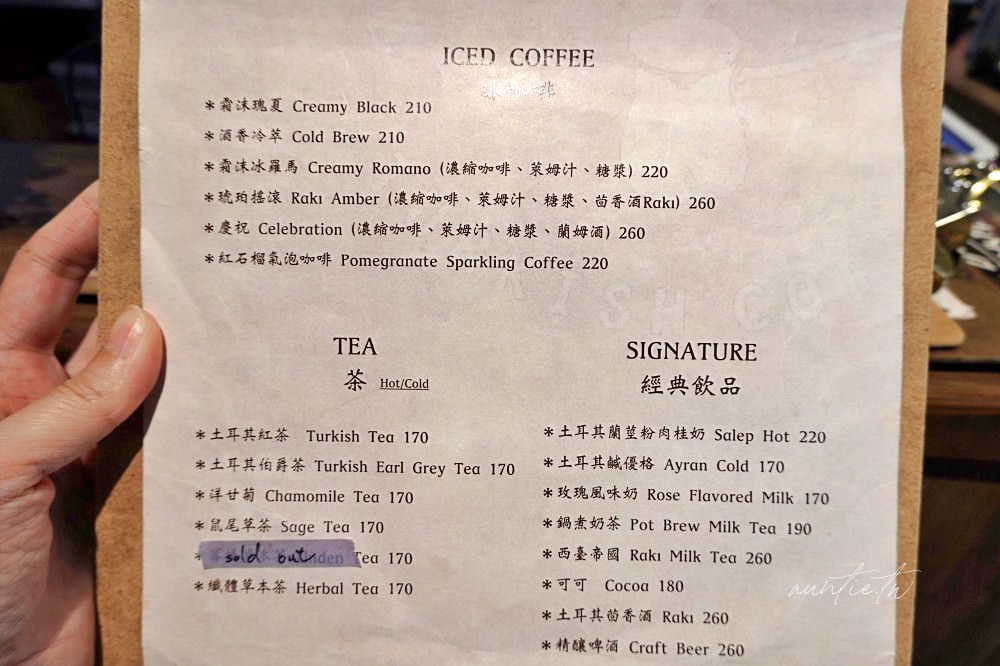 ICED COFFEE
啡
*霜沫瑰夏 Creamy Black 210
*酒香冷萃 Cold Brew 210
*霜沫冰羅馬 Creamy Romano (濃縮咖啡、萊姆汁、糖漿) 220
*琥珀搖滾 Rakı Amber (濃縮咖啡、萊姆汁、糖漿、茴香酒Rakı) 260
*慶祝 Celebration (濃縮咖啡、萊姆汁、糖漿、蘭姆酒) 260
*紅石榴氣泡咖啡 Pomegranate Sparkling Coffee 220
TEA
茶 Hot/Cold
*土耳其紅茶 Turkish Tea 170
*土耳其伯爵茶 Turkish Earl Grey Tea 170
*洋甘菊 Chamomile Tea 170
*鼠尾草茶 Sage Tea 170
* sold out Tea 170
*纖體草本茶 Herbal Tea 170
SIGNATURE
經典飲品
*土耳其蘭莖粉肉桂奶 Salep Hot 220
*土耳其鹹優格 Ayran Cold 170
*玫瑰風味奶 Rose Flavored Milk 170
*鍋煮奶茶 Pot Brew Milk Tea 190
*西臺帝國 Rakı Milk Tea 260
*可可 Cocoa 180
*土耳其茴香酒 Rakı 260
*精釀啤酒 Craft Beer 260
auntie.tw